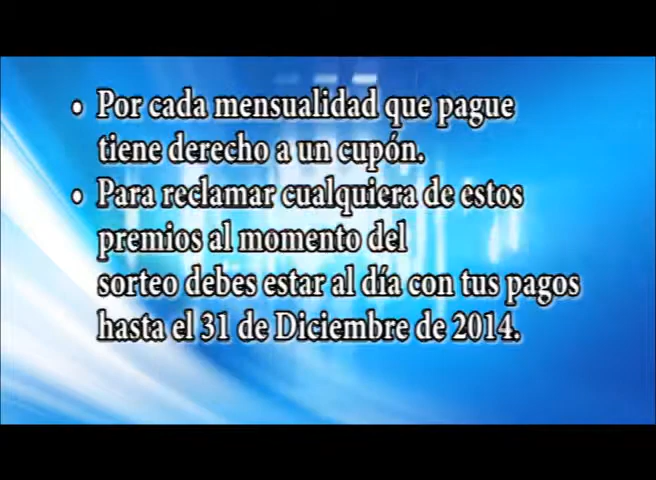 • Por cada mensualidad que pague
tiene derecho a un cupón.
• Para reclamar cualquiera de estos
premios al momento del
sorteo debes estar al día con tus pagos
hasta el 31 de Diciembre de 2014.